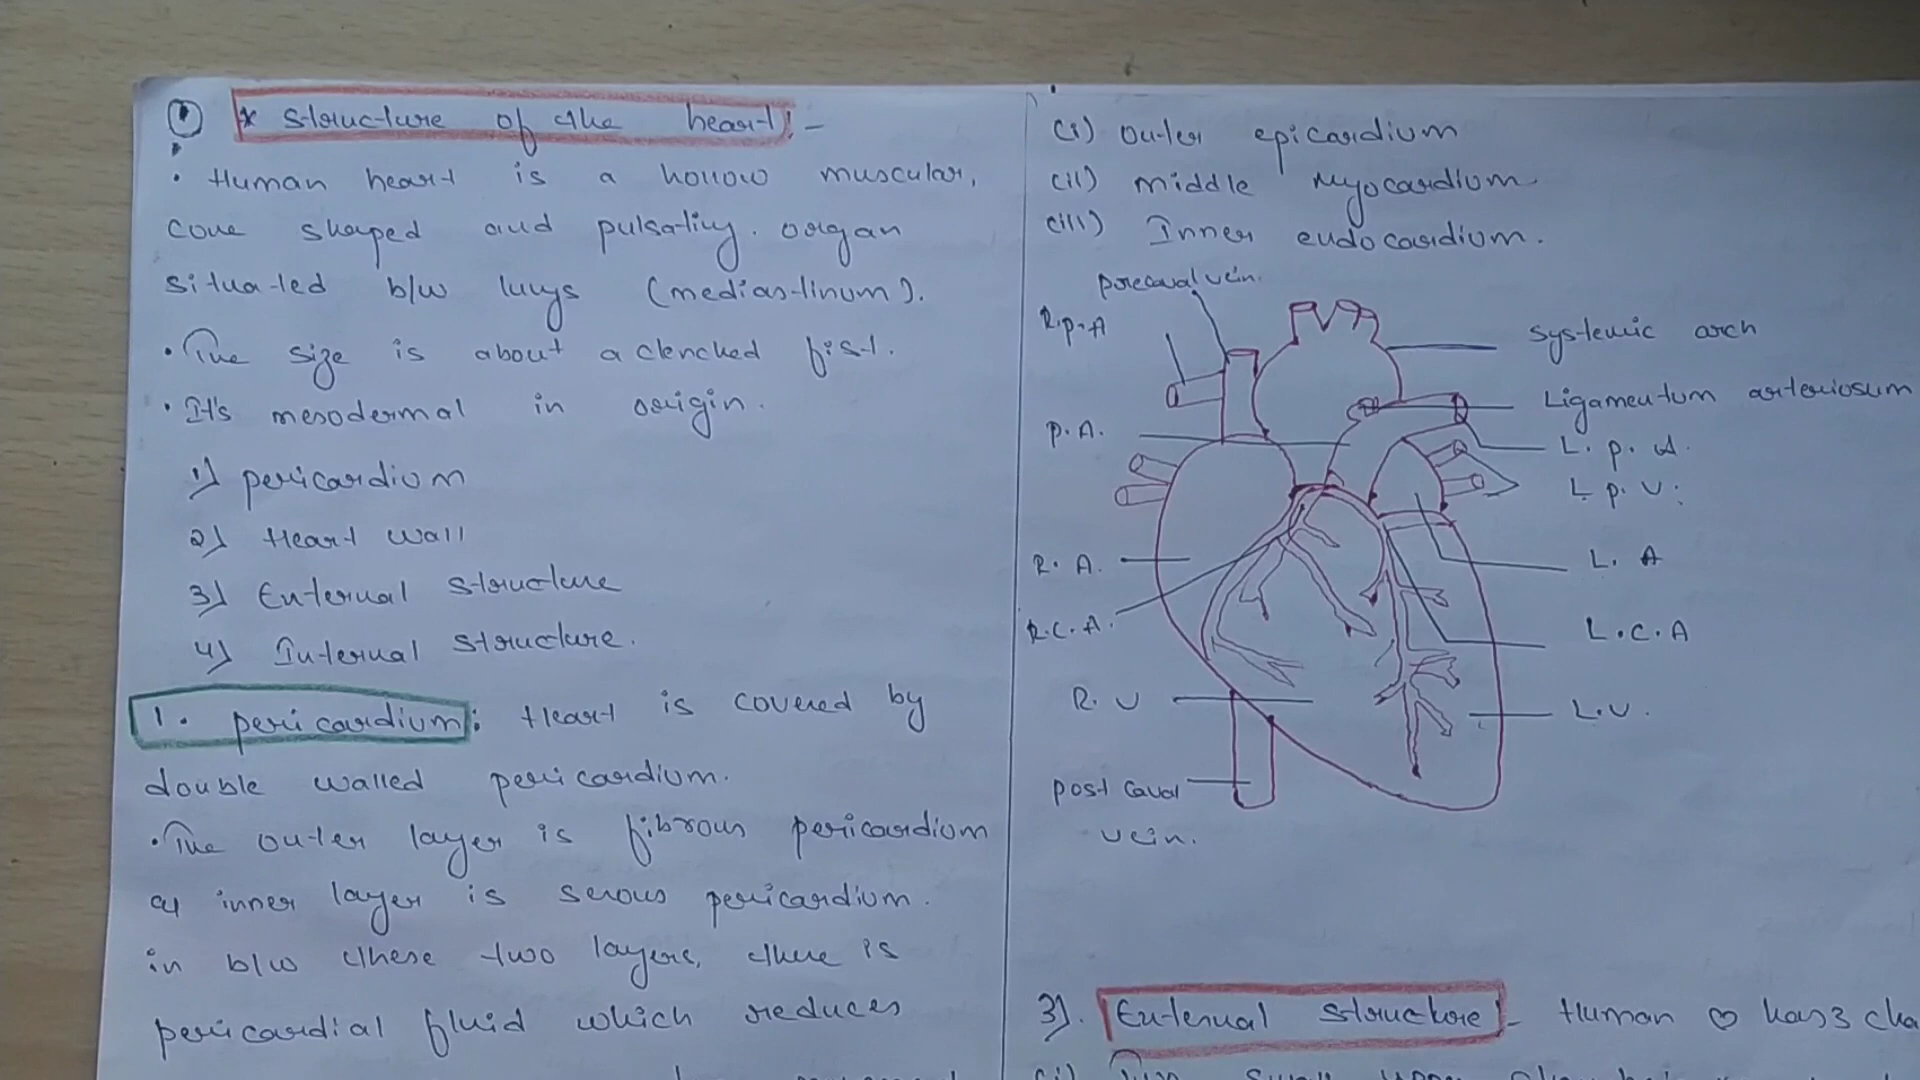 ① * Structure of the heart:-
• Human heart is a hollow muscular,
cone shaped and pulsating. organ
situated b/w lungs (mediastinum).
• The size is about a clenched fist.
• It's mesodermal in origin.
1) pericardium
2) Heart wall
3) External structure
4) Internal structure.
1. pericardium: Heart is covered by
double walled pericardium.
• The outer layer is fibrous pericardium
& inner layer is serous pericardium.
in b/w these two layers, there is
pericardial fluid which reduces
(i) outer epicardium
(ii) middle Myocardium
(iii) Inner endocardium.
precaval vein.
R.p.A
systemic arch
Ligamentum arteriosum
P.A.
L.p.A.
L.p.v.
R.A.
L.A
R.C.A.
L.C.A
R.V
L.V.
post caval
vein.
3). External structure - Human ♡ has 3 cha
(i)